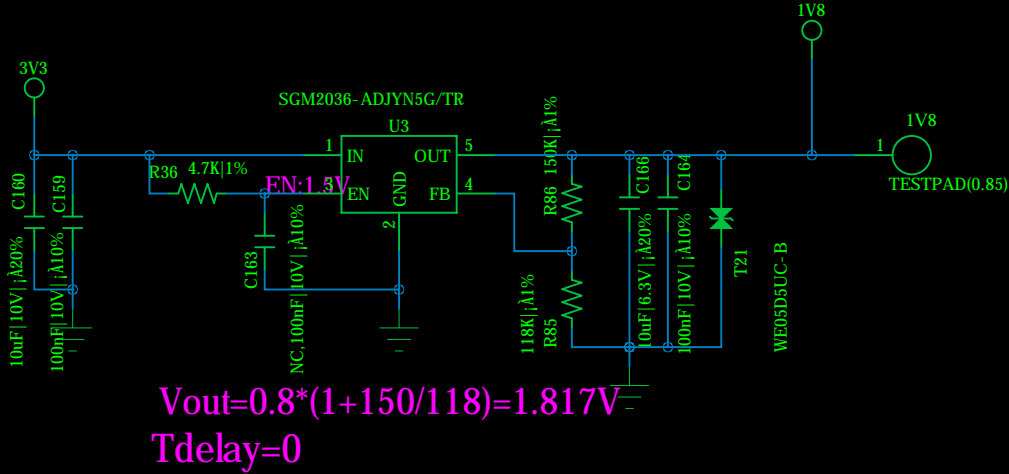 1V8
3V3
SGM2036-ADJYN5G/TR
U3
1V8
1
IN
OUT
5
1
R36
4.7K|1%
EN:1.5V
3
EN
GND
FB
4
2
TESTPAD(0.85)
C160
10uF|10V|¡À20%
C159
100nF|10V|¡À10%
C163
NC,100nF|10V|¡À10%
R86
150K|¡À1%
118K|¡À1%
R85
C166
10uF|6.3V|¡À20%
C164
100nF|10V|¡À10%
T21
WE05D5UC-B
Vout=0.8*(1+150/118)=1.817V
Tdelay=0